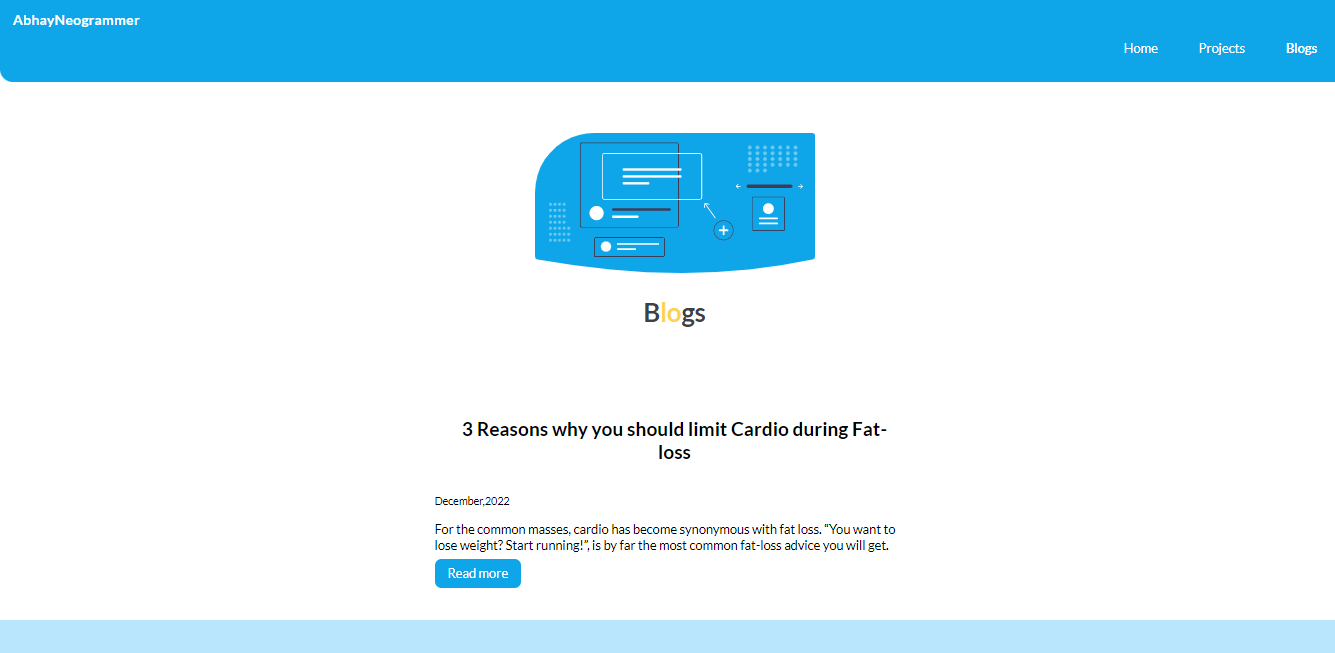 AbhayNeogrammer
Home Projects Blogs
Blogs
3 Reasons why you should limit Cardio during Fat-
loss
December,2022
For the common masses, cardio has become synonymous with fat loss. “You want to
lose weight? Start running!”, is by far the most common fat-loss advice you will get.
Read more